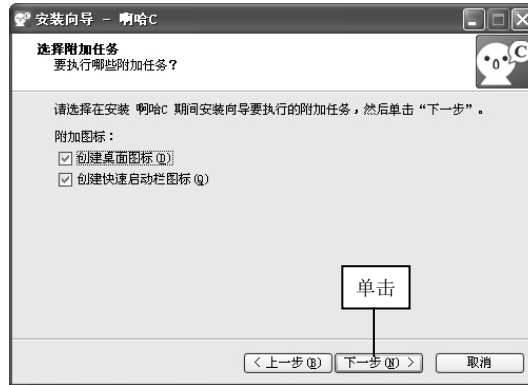 安装向导 - 啊哈C
选择附加任务
要执行哪些附加任务？
C
请选择在安装 啊哈C 期间安装向导要执行的附加任务，然后单击“下一步”。
附加图标：
创建桌面图标(D)
创建快速启动栏图标(Q)
单击
< 上一步(B) 下一步(N) > 取消